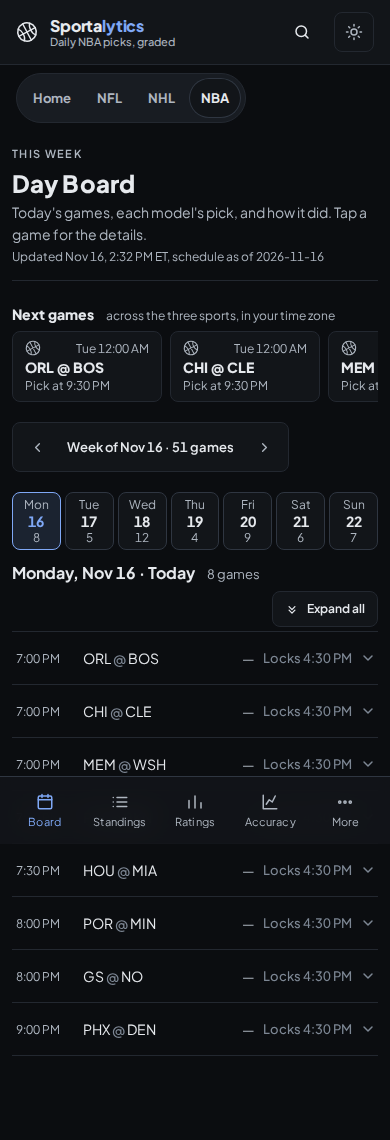 Sportalytics
Daily NBA picks, graded
Home NFL NHL NBA
THIS WEEK
Day Board
Today's games, each model's pick, and how it did. Tap a
game for the details.
Updated Nov 16, 2:32 PM ET, schedule as of 2026-11-16
Next games across the three sports, in your time zone
Tue 12:00 AM
ORL @ BOS
Pick at 9:30 PM
Tue 12:00 AM
CHI @ CLE
Pick at 9:30 PM
MEM
Pick at
Week of Nov 16 · 51 games
Mon Tue Wed Thu Fri Sat Sun
16 17 18 19 20 21 22
8 5 12 4 9 6 7
Monday, Nov 16 · Today 8 games
Expand all
7:00 PM ORL @ BOS — Locks 4:30 PM
7:00 PM CHI @ CLE — Locks 4:30 PM
7:00 PM MEM @ WSH — Locks 4:30 PM
Board Standings Ratings Accuracy More
7:30 PM HOU @ MIA — Locks 4:30 PM
8:00 PM POR @ MIN — Locks 4:30 PM
8:00 PM GS @ NO — Locks 4:30 PM
9:00 PM PHX @ DEN — Locks 4:30 PM